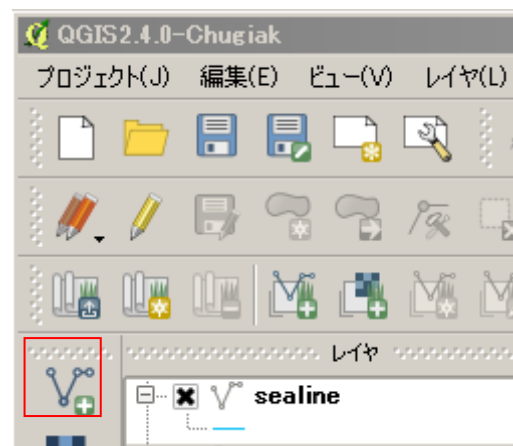 QGIS2.4.0-Chugiak
プロジェクト(J) 編集(E) ビュー(V) レイヤ(L)
レイヤ
sealine